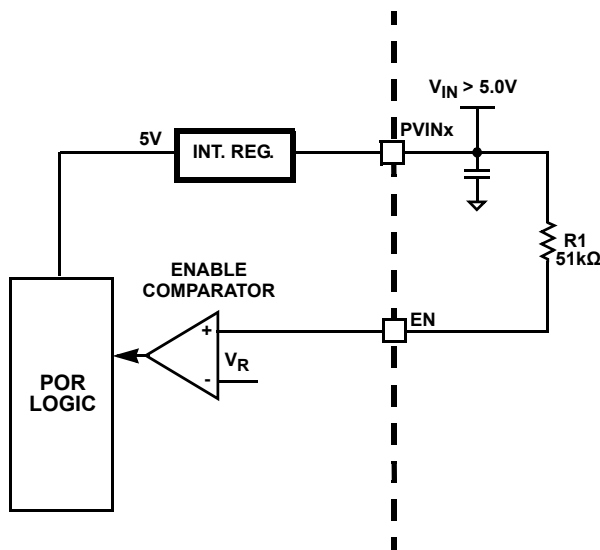 V_IN > 5.0V
PVINx
5V
INT. REG.
R1
51kΩ
ENABLE
COMPARATOR
EN
+
V_R
-
POR
LOGIC